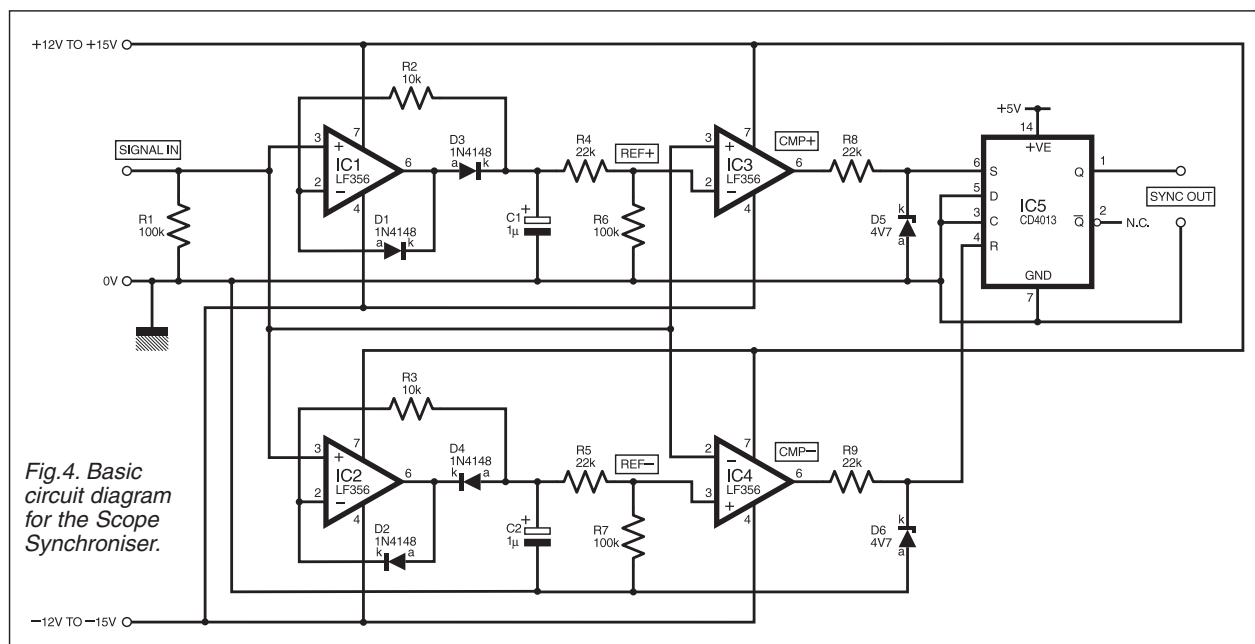 +12V TO +15V
SIGNAL IN
R1
100k
0V
R2
10k
3
+
2
−
7
IC1
LF356
6
4
D1
1N4148
a
k
D3
1N4148
a
k
C1
1µ
+
R4
22k
REF+
R6
100k
3
+
2
−
7
IC3
LF356
6
4
CMP+
R8
22k
D5
4V7
k
a
+5V
14
+VE
6
S
5
D
3
C
4
R
IC5
CD4013
Q
1
Q̅
2
N.C.
GND
7
SYNC OUT
R3
10k
3
+
2
−
7
IC2
LF356
6
4
D2
1N4148
k
a
D4
1N4148
k
a
C2
1µ
+
R5
22k
REF−
R7
100k
2
−
3
+
7
IC4
LF356
6
4
CMP−
R9
22k
D6
4V7
k
a
−12V TO −15V
Fig.4. Basic
circuit diagram
for the Scope
Synchroniser.